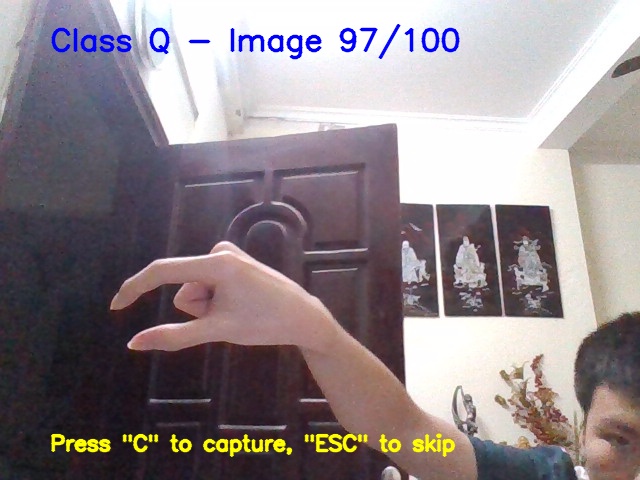 Class Q - Image 97/100
Press "C" to capture, "ESC" to skip